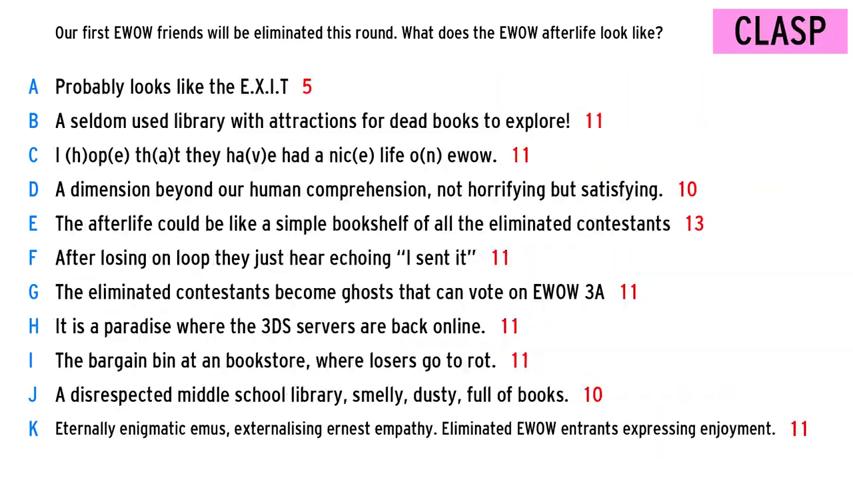 Our first EWOW friends will be eliminated this round. What does the EWOW afterlife look like?
CLASP
A Probably looks like the E.X.I.T 5
B A seldom used library with attractions for dead books to explore! 11
C I (h)op(e) th(a)t they ha(v)e had a nic(e) life o(n) ewow. 11
D A dimension beyond our human comprehension, not horrifying but satisfying. 10
E The afterlife could be like a simple bookshelf of all the eliminated contestants 13
F After losing on loop they just hear echoing “I sent it” 11
G The eliminated contestants become ghosts that can vote on EWOW 3A 11
H It is a paradise where the 3DS servers are back online. 11
I The bargain bin at an bookstore, where losers go to rot. 11
J A disrespected middle school library, smelly, dusty, full of books. 10
K Eternally enigmatic emus, externalising ernest empathy. Eliminated EWOW entrants expressing enjoyment. 11